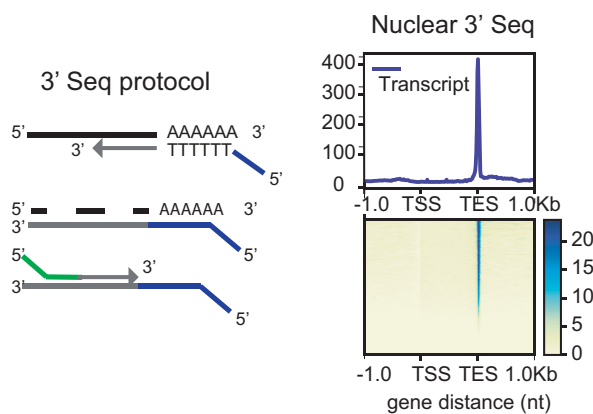 3’ Seq protocol
5’ AAAAAA 3’
3’ TTTTTT
5’
5’ AAAAAA 3’
3’
5’
5’
3’
3’
5’
Nuclear 3’ Seq
400
Transcript
300
200
100
0
-1.0 TSS TES 1.0Kb
20
15
10
5
0
-1.0 TSS TES 1.0Kb
gene distance (nt)